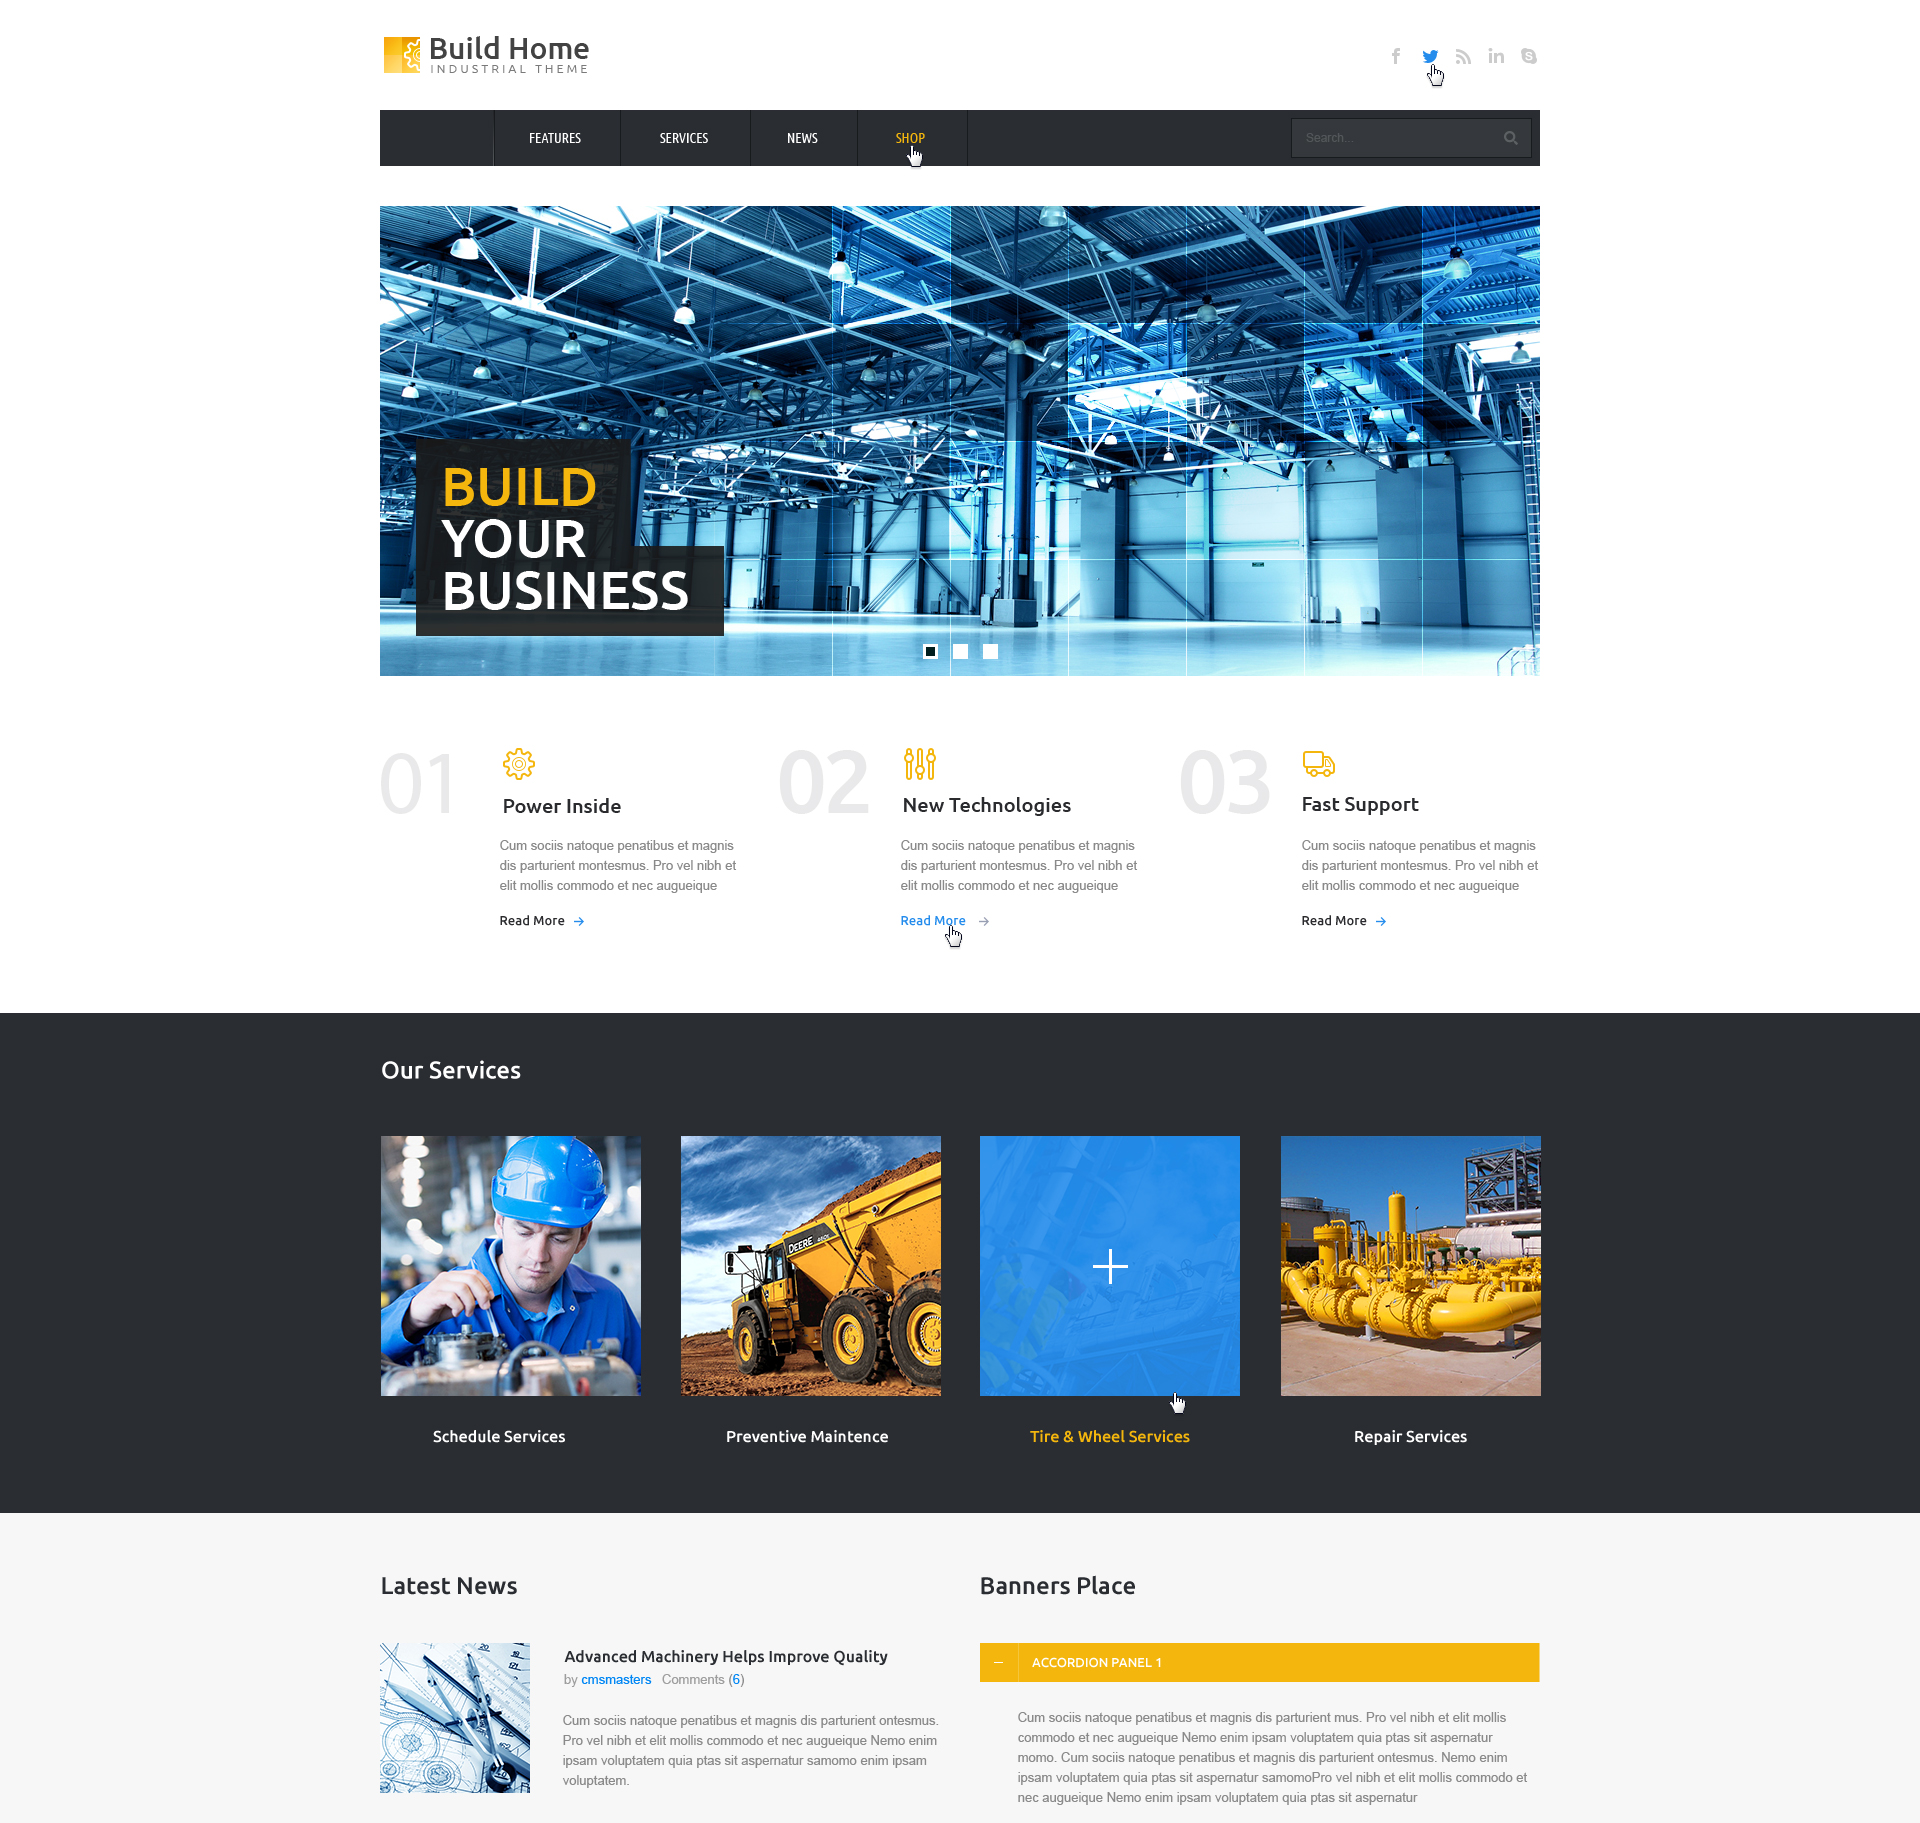 Build Home
INDUSTRIAL THEME
FEATURES
SERVICES
NEWS
SHOP
Search...
BUILD
YOUR
BUSINESS
01
Power Inside
Cum sociis natoque penatibus et magnis
dis parturient montesmus. Pro vel nibh et
elit mollis commodo et nec augueique
Read More
02
New Technologies
Cum sociis natoque penatibus et magnis
dis parturient montesmus. Pro vel nibh et
elit mollis commodo et nec augueique
Read More
03
Fast Support
Cum sociis natoque penatibus et magnis
dis parturient montesmus. Pro vel nibh et
elit mollis commodo et nec augueique
Read More
Our Services
DEERE
Schedule Services
Preventive Maintence
Tire & Wheel Services
Repair Services
Latest News
Advanced Machinery Helps Improve Quality
by cmsmasters Comments (6)
Cum sociis natoque penatibus et magnis dis parturient ontesmus.
Pro vel nibh et elit mollis commodo et nec augueique Nemo enim
ipsam voluptatem quia ptas sit aspernatur samomo enim ipsam
voluptatem.
Banners Place
ACCORDION PANEL 1
Cum sociis natoque penatibus et magnis dis parturient mus. Pro vel nibh et elit mollis
commodo et nec augueique Nemo enim ipsam voluptatem quia ptas sit aspernatur
momo. Cum sociis natoque penatibus et magnis dis parturient ontesmus. Nemo enim
ipsam voluptatem quia ptas sit aspernatur samomoPro vel nibh et elit mollis commodo et
nec augueique Nemo enim ipsam voluptatem quia ptas sit aspernatur